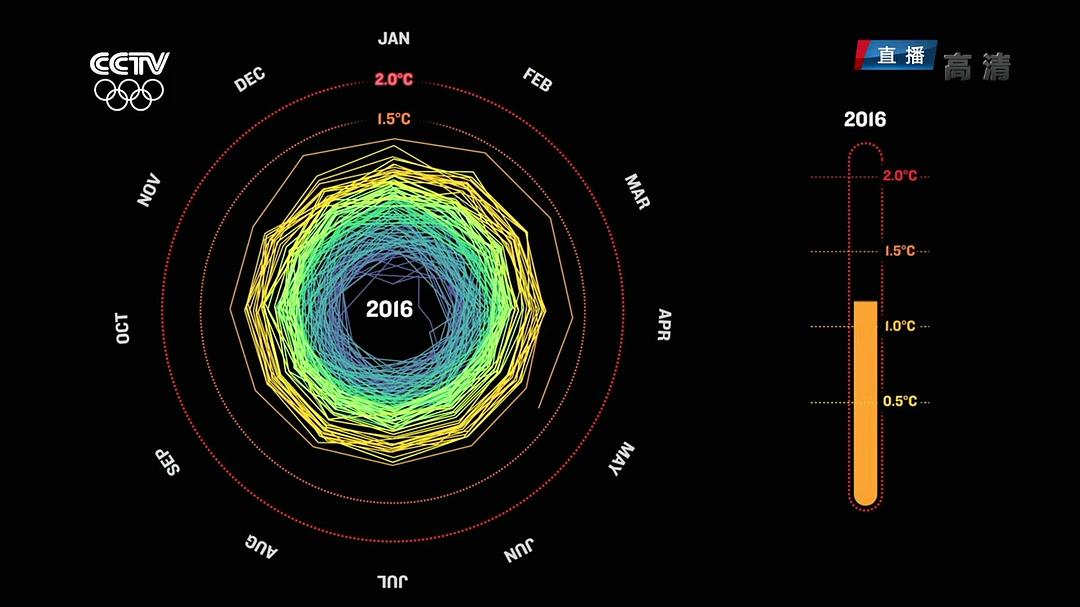 CCTV
直播
高清
JAN
FEB
MAR
APR
MAY
JUN
JUL
AUG
SEP
OCT
NOV
DEC
2.0°C
1.5°C
2016
2016
2.0°C
1.5°C
1.0°C
0.5°C